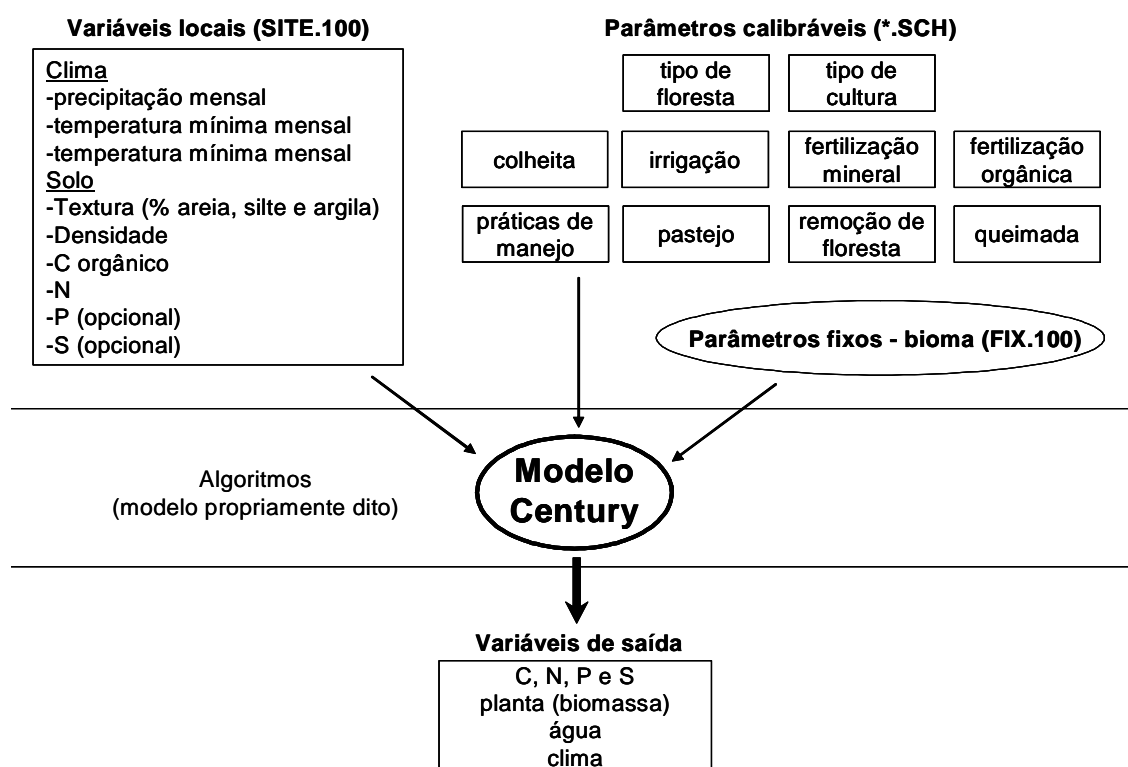 Variáveis locais (SITE.100)
Clima
-precipitação mensal
-temperatura mínima mensal
-temperatura mínima mensal
Solo
-Textura (% areia, silte e argila)
-Densidade
-C orgânico
-N
-P (opcional)
-S (opcional)
Parâmetros calibráveis (*.SCH)
tipo de
floresta
tipo de
cultura
colheita
irrigação
fertilização
mineral
fertilização
orgânica
práticas de
manejo
pastejo
remoção de
floresta
queimada
Parâmetros fixos - bioma (FIX.100)
Algoritmos
(modelo propriamente dito)
Modelo
Century
Variáveis de saída
C, N, P e S
planta (biomassa)
água
clima